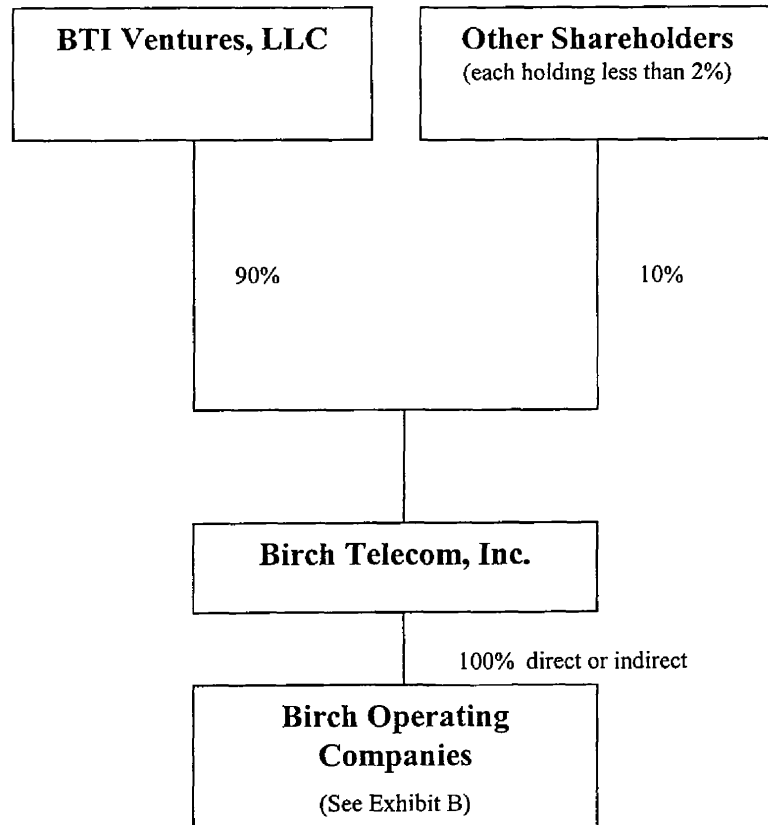 BTI Ventures, LLC
Other Shareholders
(each holding less than 2%)
90%
10%
Birch Telecom, Inc.
100% direct or indirect
Birch Operating
Companies
(See Exhibit B)